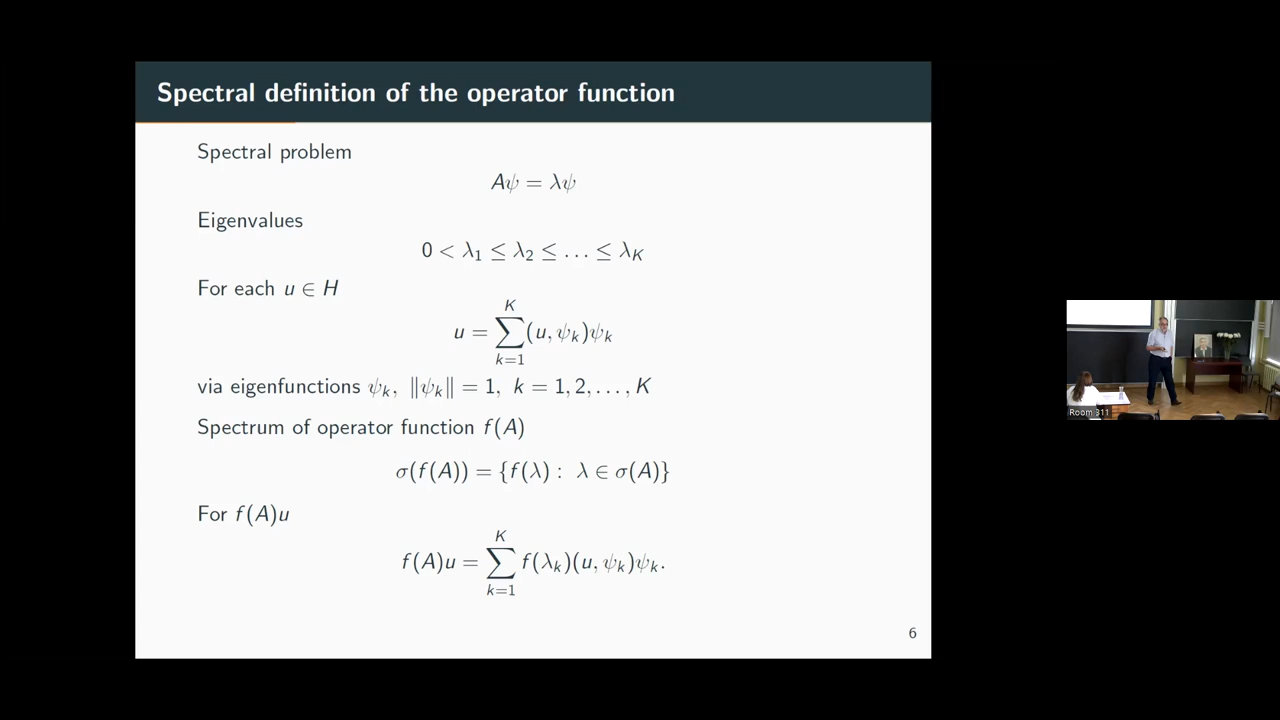 Spectral definition of the operator function
Spectral problem
Aψ = λψ
Eigenvalues
0 < λ₁ ≤ λ₂ ≤ … ≤ λ_K
For each u ∈ H
u = ∑_{k=1}^{K} (u, ψ_k)ψ_k
via eigenfunctions ψ_k, ‖ψ_k‖ = 1, k = 1, 2, …, K
Spectrum of operator function f(A)
σ(f(A)) = {f(λ) : λ ∈ σ(A)}
For f(A)u
f(A)u = ∑_{k=1}^{K} f(λ_k)(u, ψ_k)ψ_k.
6
Room 311